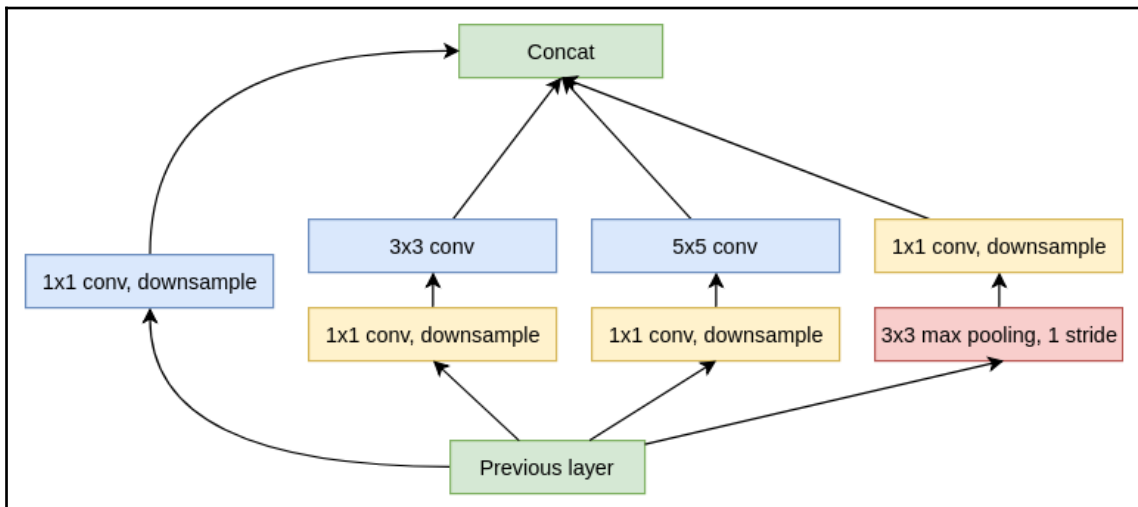 Concat
3x3 conv
5x5 conv
1x1 conv, downsample
1x1 conv, downsample
1x1 conv, downsample
1x1 conv, downsample
3x3 max pooling, 1 stride
Previous layer